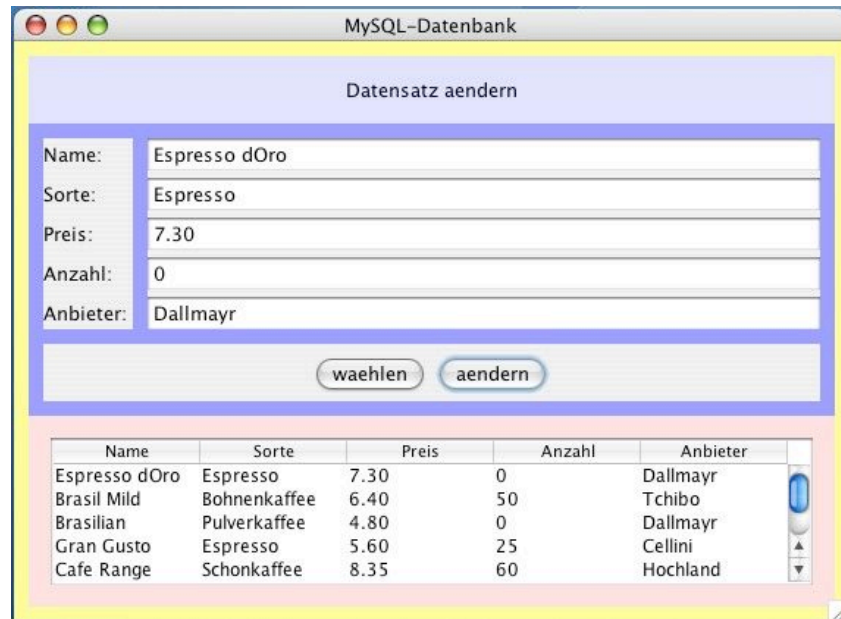 MySQL-Datenbank
Datensatz aendern
Name: Espresso dOro
Sorte: Espresso
Preis: 7.30
Anzahl: 0
Anbieter: Dallmayr
waehlen aendern
Name Sorte Preis Anzahl Anbieter
Espresso dOro Espresso 7.30 0 Dallmayr
Brasil Mild Bohnenkaffee 6.40 50 Tchibo
Brasilian Pulverkaffee 4.80 0 Dallmayr
Gran Gusto Espresso 5.60 25 Cellini
Cafe Range Schonkaffee 8.35 60 Hochland